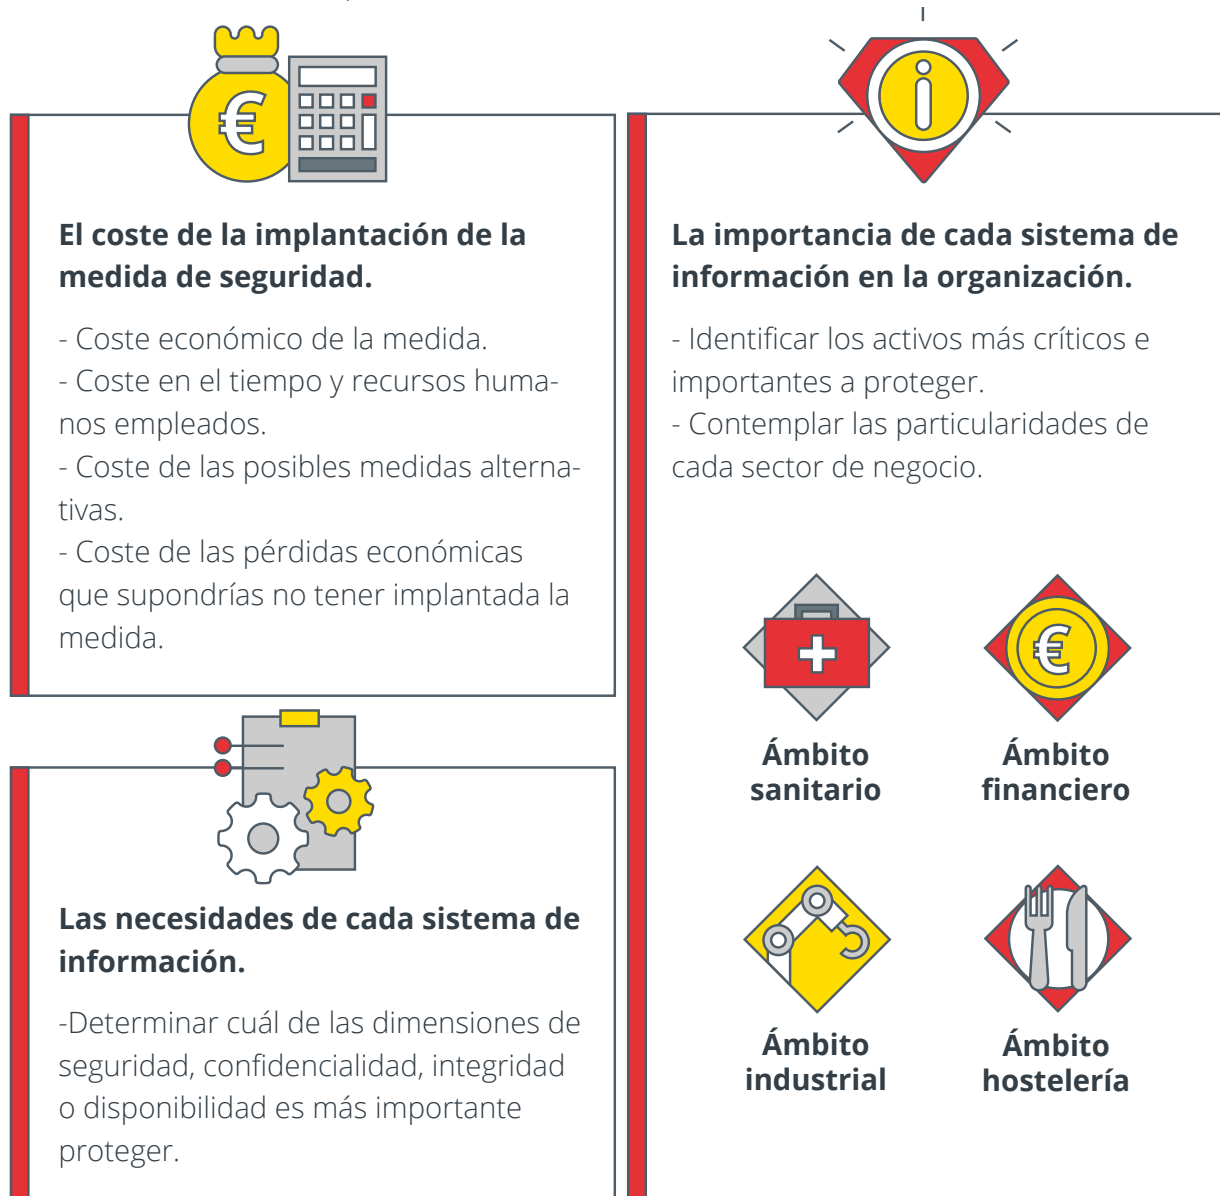 El coste de la implantación de la
medida de seguridad.
- Coste económico de la medida.
- Coste en el tiempo y recursos huma-
nos empleados.
- Coste de las posibles medidas alterna-
tivas.
- Coste de las pérdidas económicas
que supondrías no tener implantada la
medida.
Las necesidades de cada sistema de
información.
-Determinar cuál de las dimensiones de
seguridad, confidencialidad, integridad
o disponibilidad es más importante
proteger.
La importancia de cada sistema de
información en la organización.
- Identificar los activos más críticos e
importantes a proteger.
- Contemplar las particularidades de
cada sector de negocio.
Ámbito
sanitario
Ámbito
financiero
Ámbito
industrial
Ámbito
hostelería